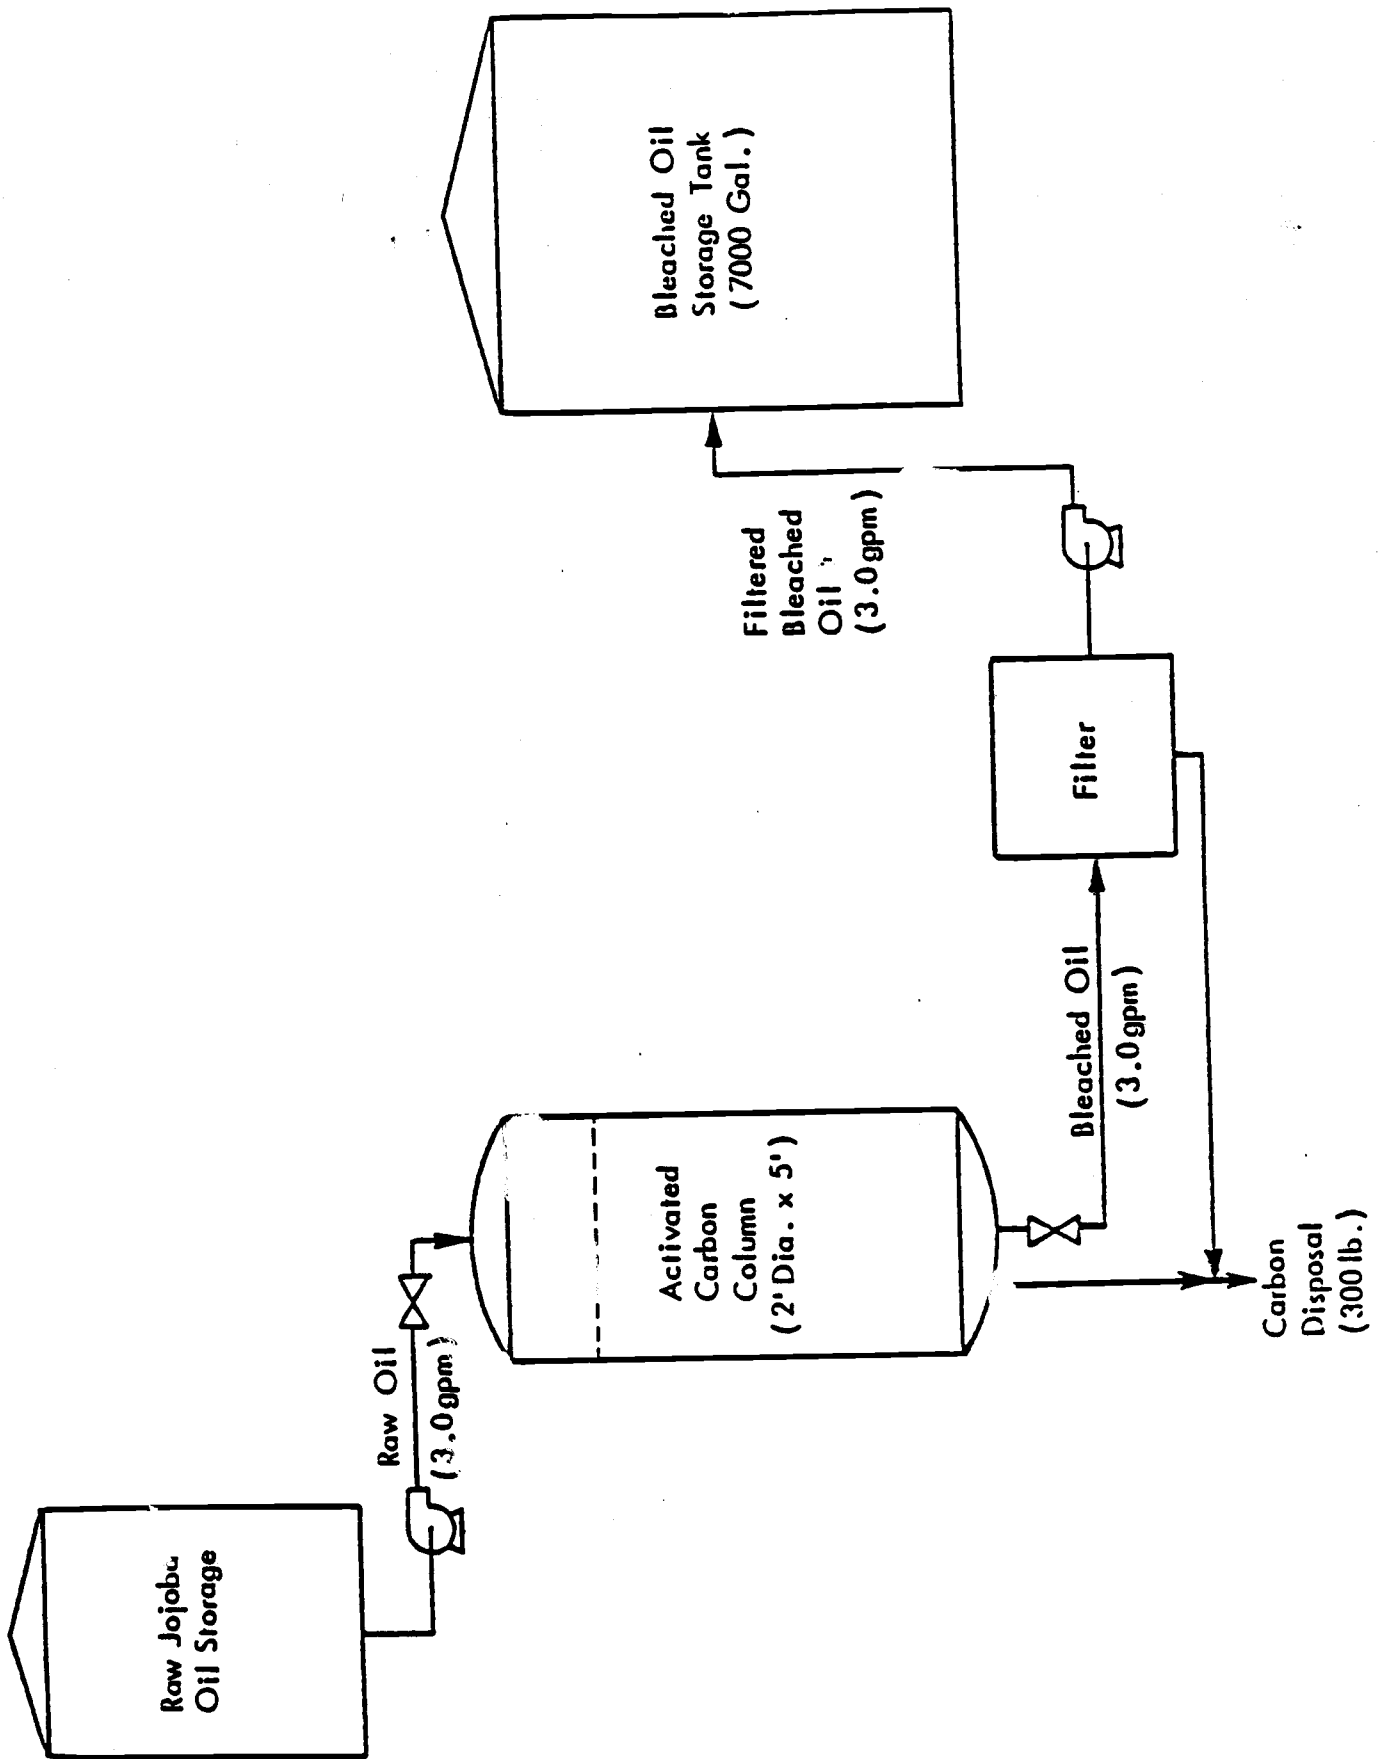 Raw Jojoba
Oil Storage
Raw Oil
(3.0gpm)
Activated
Carbon
Column
(2' Dia. x 5')
Carbon
Disposal
(300 lb.)
Bleached Oil
(3.0gpm)
Filter
Filtered
Bleached
Oil
(3.0gpm)
Bleached Oil
Storage Tank
(7000 Gal.)